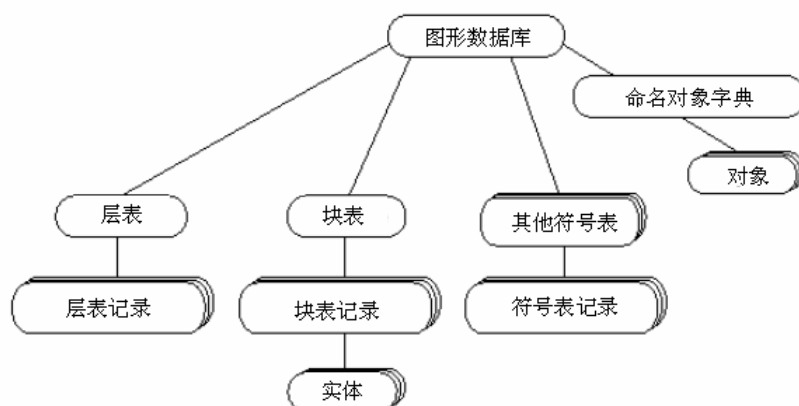 图形数据库
命名对象字典
对象
层表
块表
其他符号表
层表记录
块表记录
符号表记录
实体